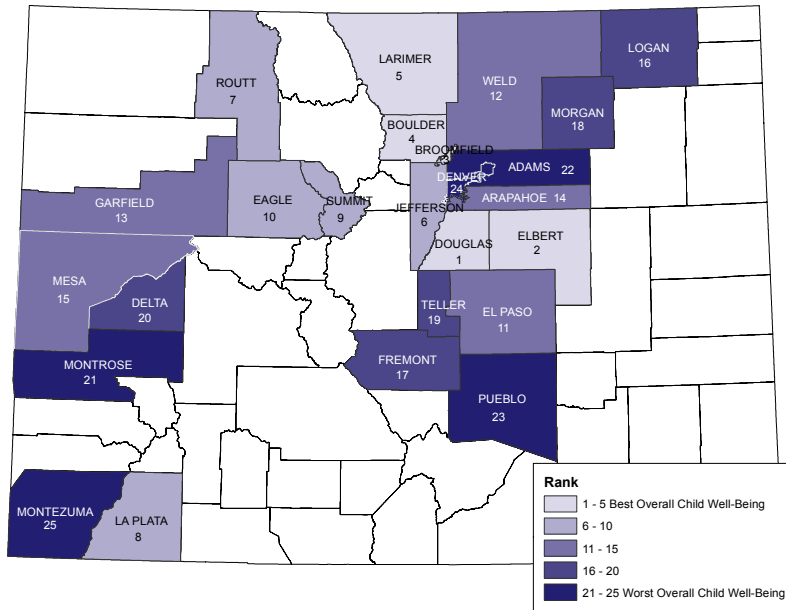 LARIMER
5
LOGAN
16
ROUTT
7
WELD
12
MORGAN
18
BOULDER
4
BROOMFIELD
3
ADAMS 22
DENVER
24
ARAPAHOE 14
GARFIELD
13
EAGLE
10
SUMMIT
9
JEFFERSON
6
DOUGLAS
1
ELBERT
2
MESA
15
DELTA
20
TELLER
19
EL PASO
11
MONTROSE
21
FREMONT
17
PUEBLO
23
MONTEZUMA
25
LA PLATA
8
Rank
1 - 5 Best Overall Child Well-Being
6 - 10
11 - 15
16 - 20
21 - 25 Worst Overall Child Well-Being